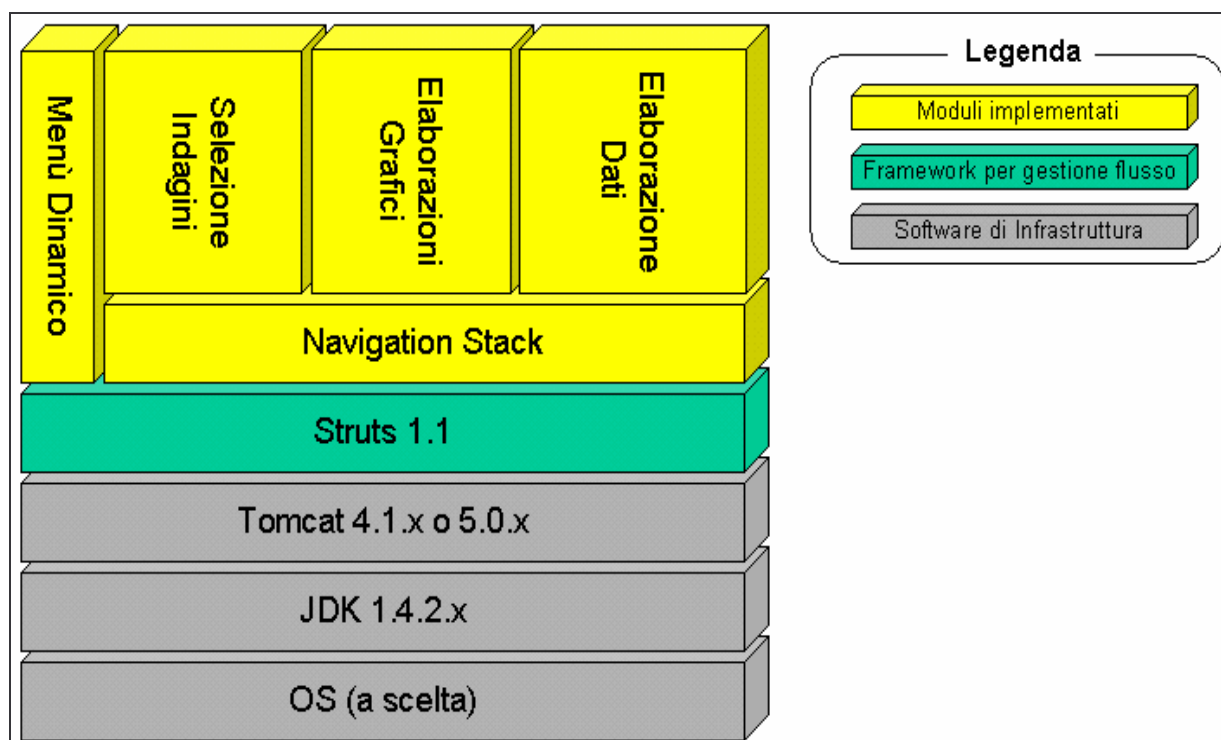 Menù Dinamico
Selezione
Indagini
Elaborazioni
Grafici
Elaborazione
Dati
Navigation Stack
Struts 1.1
Tomcat 4.1.x o 5.0.x
JDK 1.4.2.x
OS (a scelta)
Legenda
Moduli implementati
Framework per gestione flusso
Software di Infrastruttura